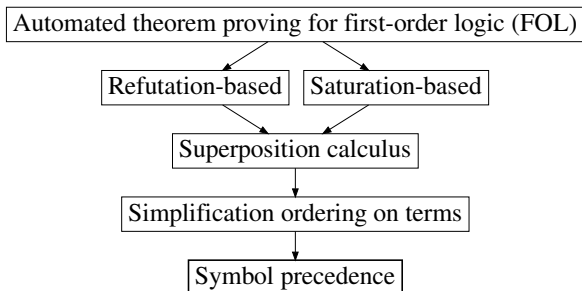 Automated theorem proving for first-order logic (FOL)
Refutation-based
Saturation-based
Superposition calculus
Simplification ordering on terms
Symbol precedence